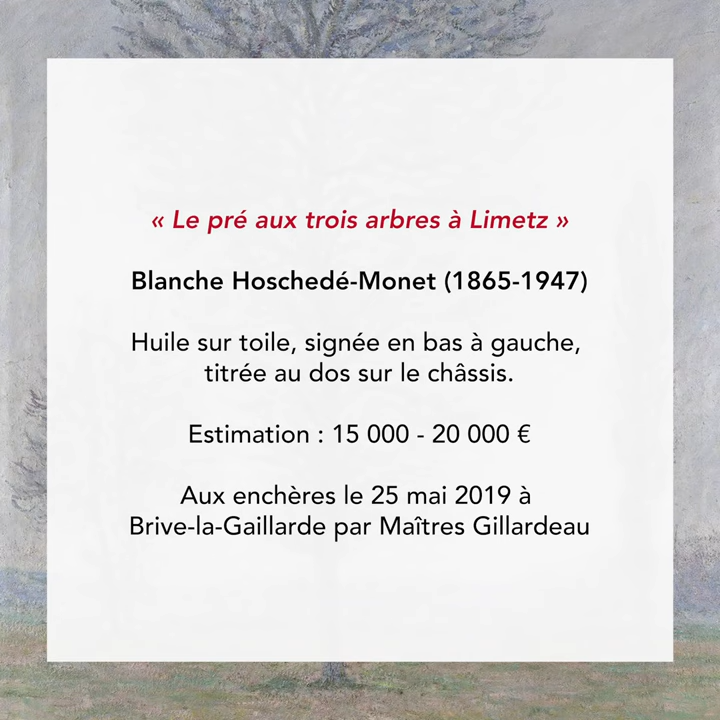 « Le pré aux trois arbres à Limetz »
Blanche Hoschedé-Monet (1865-1947)
Huile sur toile, signée en bas à gauche,
titrée au dos sur le châssis.
Estimation : 15 000 - 20 000 €
Aux enchères le 25 mai 2019 à
Brive-la-Gaillarde par Maîtres Gillardeau